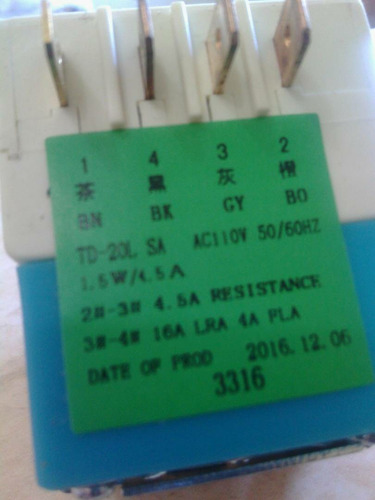 1 4 3 2
茶 黑 灰 橙
BN BK GY BO
TD-20L SA AC110V 50/60HZ
1.5W/4.5A
2#-3# 4.5A RESISTANCE
3#-4# 16A LRA 4A FLA
DATE OF PROD 2016.12.06
3316